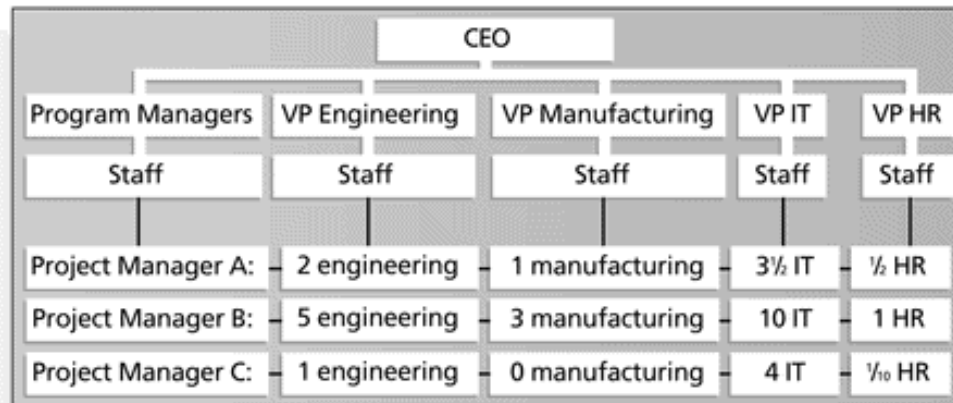 CEO
Program Managers VP Engineering VP Manufacturing VP IT VP HR
Staff Staff Staff Staff Staff
Project Manager A: 2 engineering 1 manufacturing 3½ IT ½ HR
Project Manager B: 5 engineering 3 manufacturing 10 IT 1 HR
Project Manager C: 1 engineering 0 manufacturing 4 IT 1/10 HR